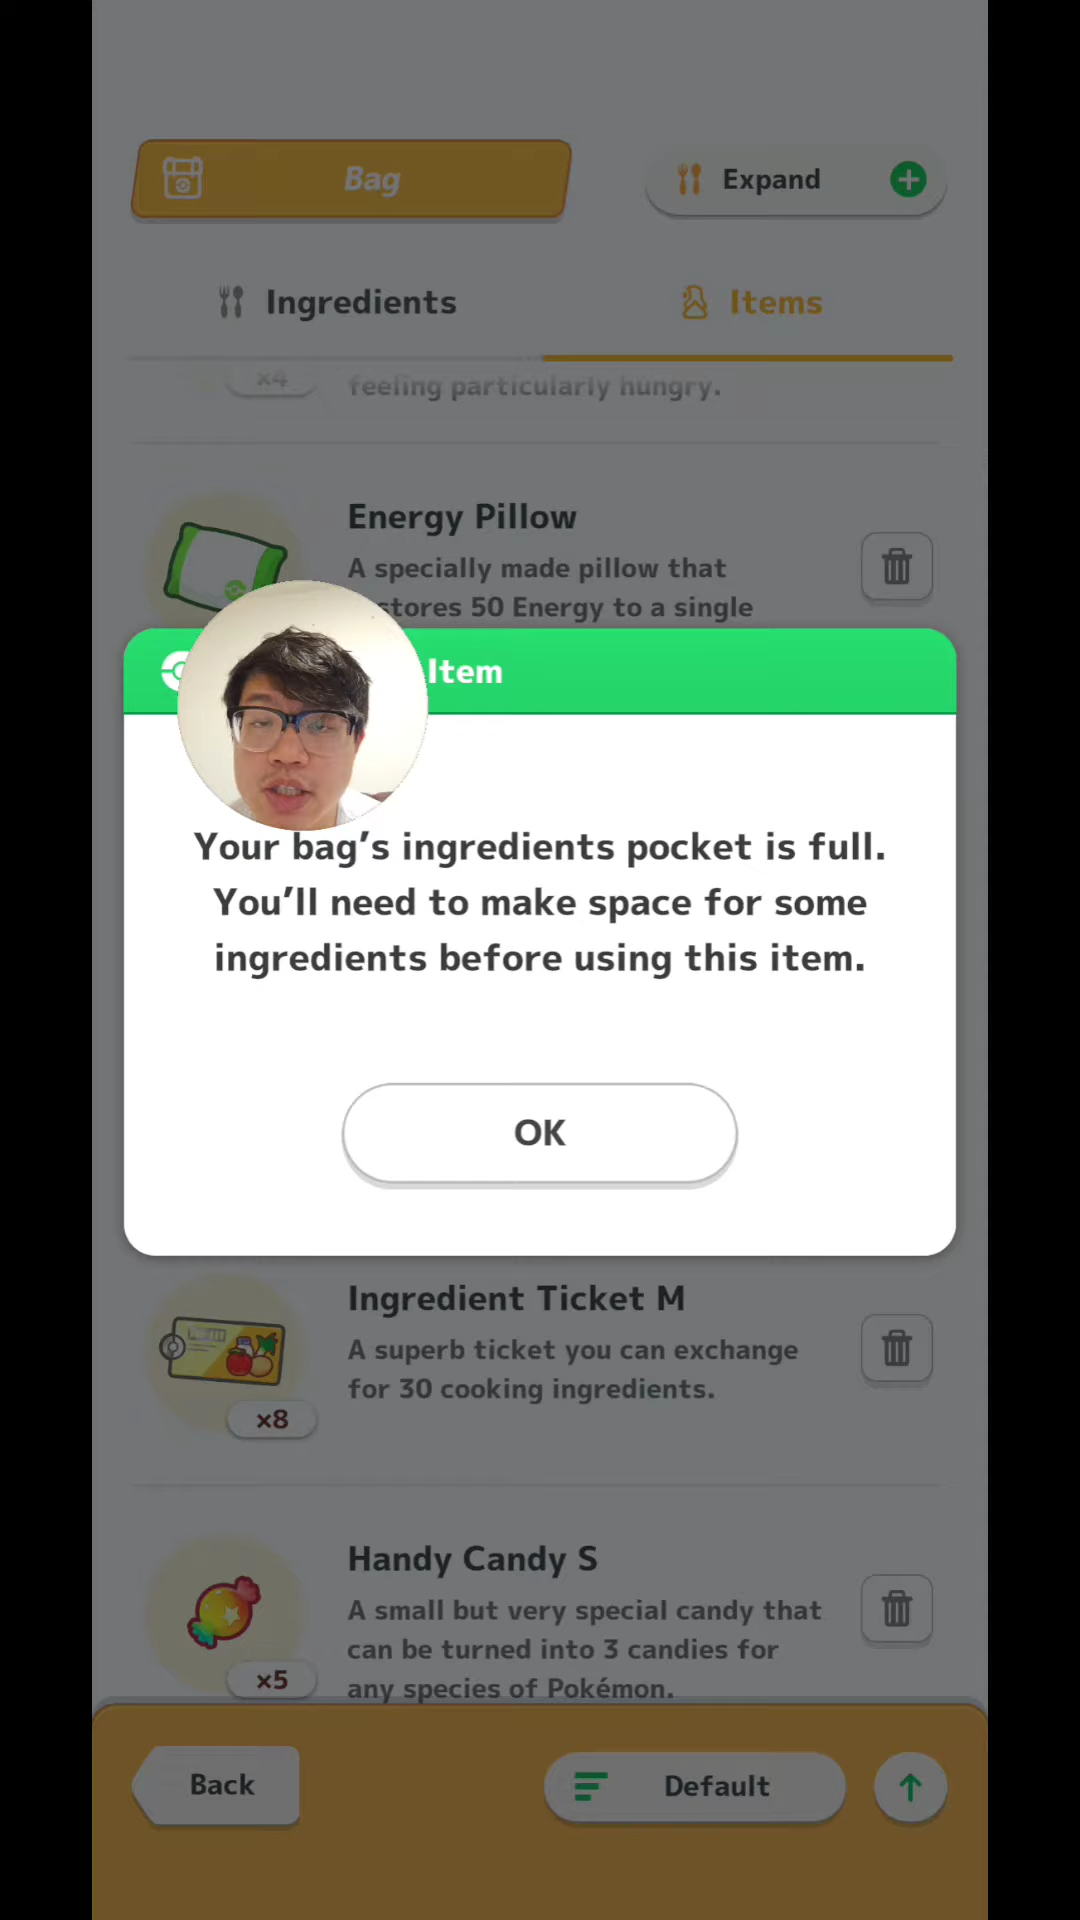 Bag
Expand
Ingredients
Items
x4
feeling particularly hungry.
Energy Pillow
A specially made pillow that
stores 50 Energy to a single
Item
Your bag’s ingredients pocket is full.
You’ll need to make space for some
ingredients before using this item.
OK
Ingredient Ticket M
A superb ticket you can exchange
for 30 cooking ingredients.
x8
Handy Candy S
A small but very special candy that
can be turned into 3 candies for
any species of Pokémon.
x5
Back
Default